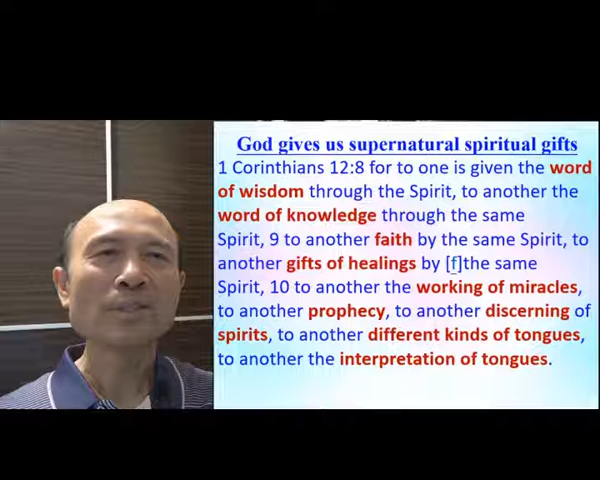 God gives us supernatural spiritual gifts
1 Corinthians 12:8 for to one is given the word
of wisdom through the Spirit, to another the
word of knowledge through the same
Spirit, 9 to another faith by the same Spirit, to
another gifts of healings by [f]the same
Spirit, 10 to another the working of miracles,
to another prophecy, to another discerning of
spirits, to another different kinds of tongues,
to another the interpretation of tongues.